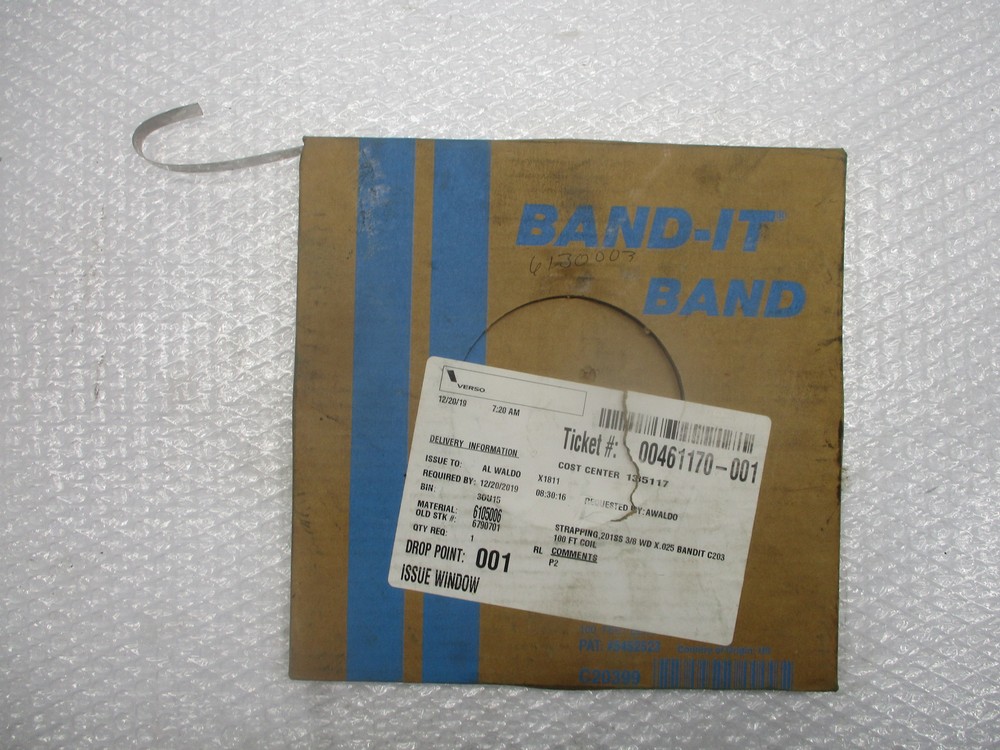 BAND-IT®
6130003
BAND
VERSO
12/20/19 7:20 AM
Ticket #: 00461170-001
DELIVERY INFORMATION
COST CENTER 135117
ISSUE TO: AL WALDO X1811
REQUIRED BY: 12/20/2019 08:30:16 REQUESTED BY: AWALDO
BIN: 30U15
MATERIAL: 6105006
OLD STK #: 6790701
STRAPPING,201SS 3/8 WD X.025 BANDIT C203
100 FT COIL
QTY REQ: 1
RL COMMENTS
P2
DROP POINT: 001
ISSUE WINDOW
PAT.
C20399